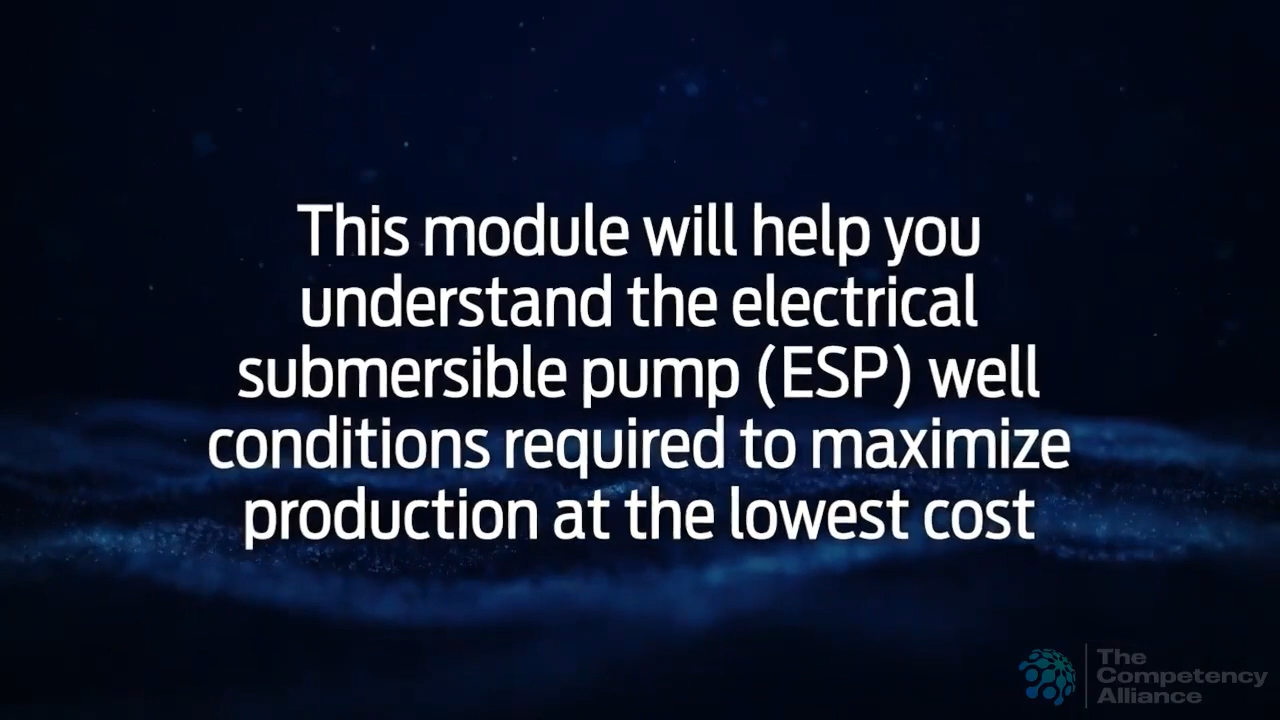 This module will help you
understand the electrical
submersible pump (ESP) well
conditions required to maximize
production at the lowest cost
The
Competency
Alliance